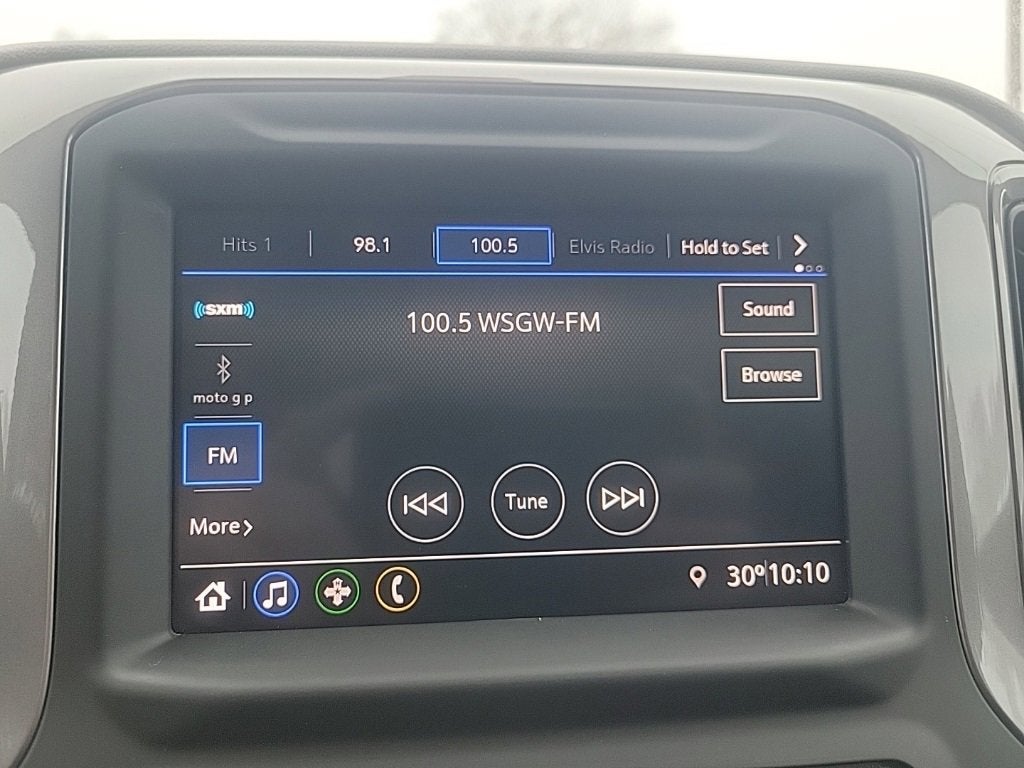 Hits 1 98.1 100.5 Elvis Radio Hold to Set
sxm
100.5 WSGW-FM
Sound
moto g p
Browse
FM
Tune
More
30° 10:10